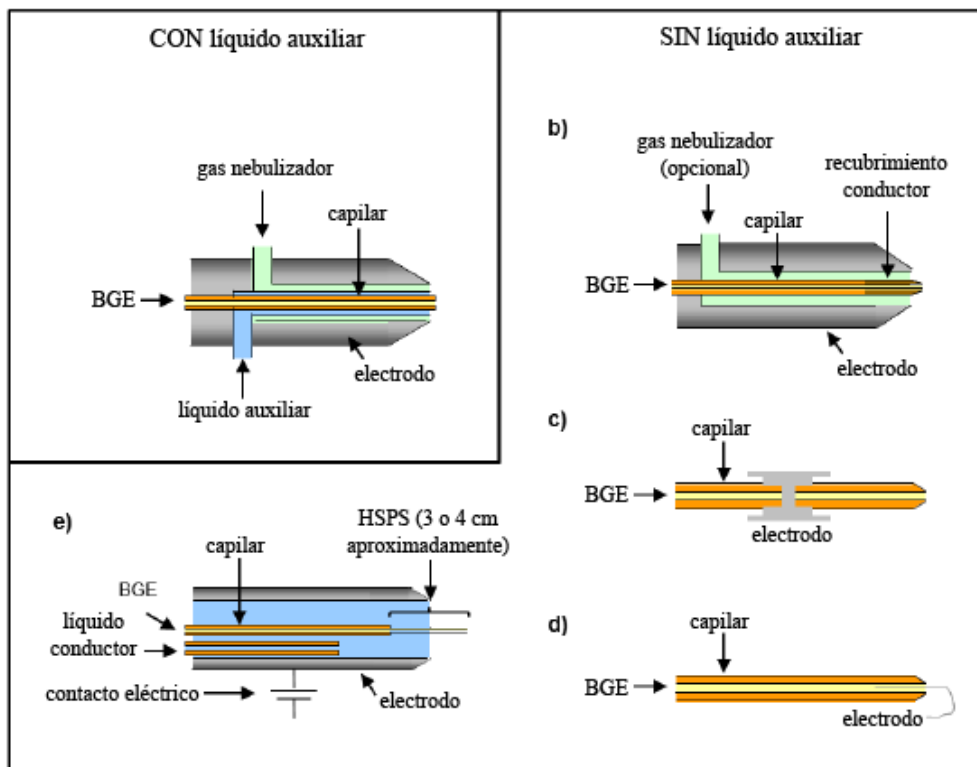 CON líquido auxiliar
gas nebulizador
capilar
BGE
electrodo
líquido auxiliar
SIN líquido auxiliar
b)
gas nebulizador
(opcional)
recubrimiento
conductor
capilar
BGE
electrodo
c)
capilar
BGE
electrodo
d)
capilar
BGE
electrodo
e)
HSPS (3 o 4 cm
aproximadamente)
capilar
BGE
líquido
conductor
contacto eléctrico
electrodo